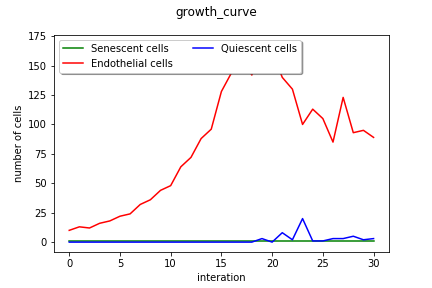 growth_curve
Senescent cells
Endothelial cells
Quiescent cells
number of cells
175
150
125
100
75
50
25
0
0 5 10 15 20 25 30
interation